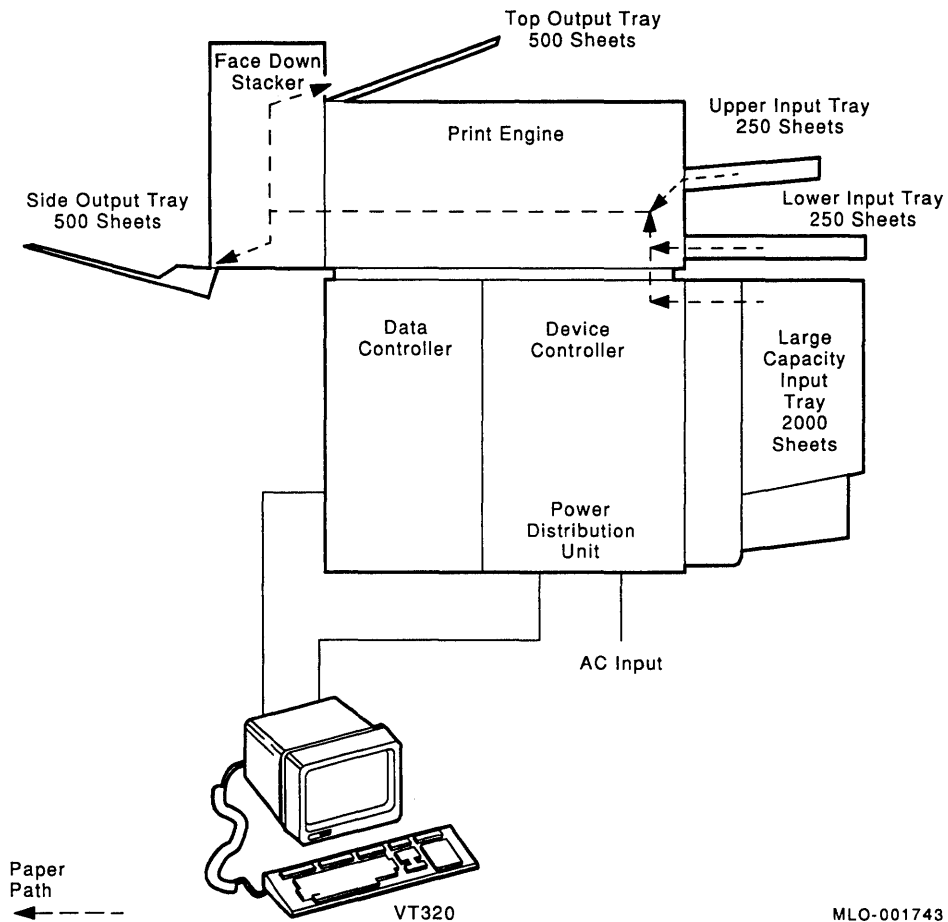 Top Output Tray
500 Sheets
Face Down
Stacker
Upper Input Tray
250 Sheets
Print Engine
Side Output Tray
500 Sheets
Lower Input Tray
250 Sheets
Data
Controller
Device
Controller
Large
Capacity
Input
Tray
2000
Sheets
Power
Distribution
Unit
AC Input
Paper
Path
VT320
MLO-001743